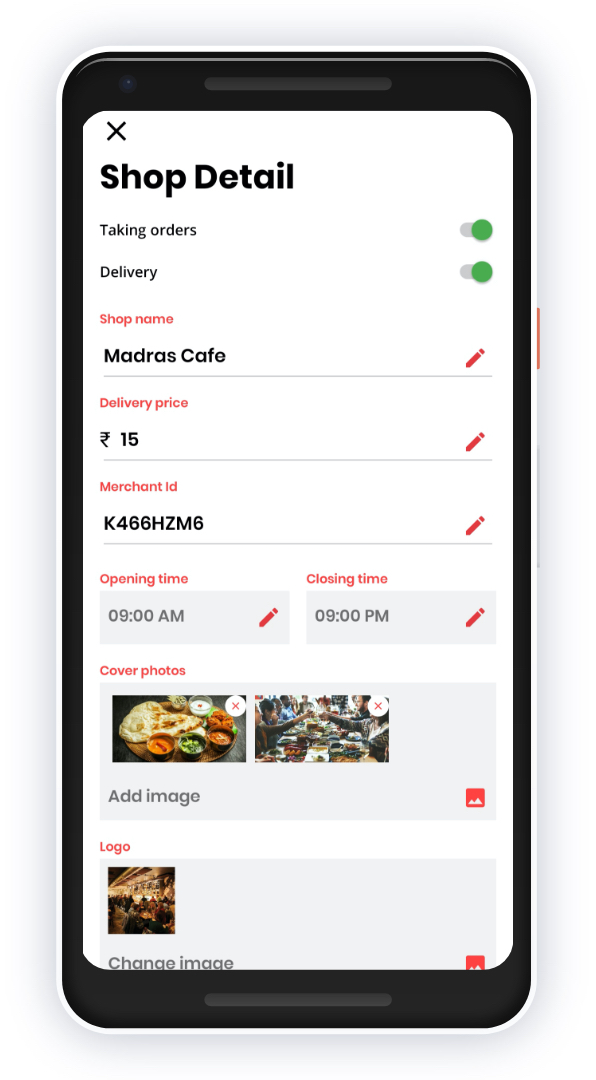 Shop Detail
Taking orders
Delivery
Shop name
Madras Cafe
Delivery price
₹ 15
Merchant Id
K466HZM6
Opening time Closing time
09:00 AM 09:00 PM
Cover photos
Add image
Logo
Change image